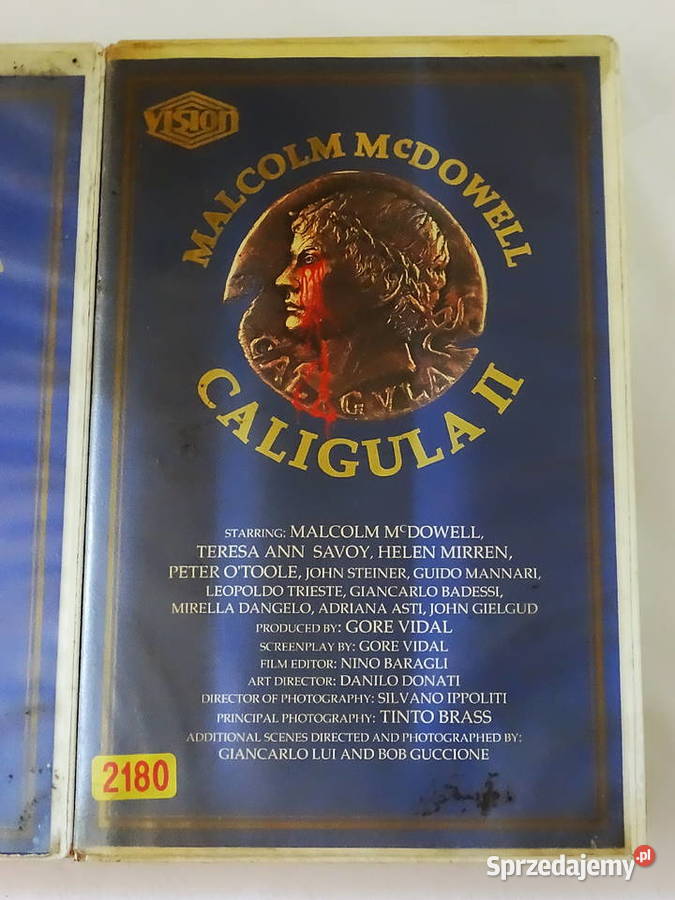 VISION
MALCOLM McDOWELL
CALIGULA
CALIGULA II
STARRING: MALCOLM McDOWELL,
TERESA ANN SAVOY, HELEN MIRREN,
PETER O'TOOLE, JOHN STEINER, GUIDO MANNARI,
LEOPOLDO TRIESTE, GIANCARLO BADESSI,
MIRELLA DANGELO, ADRIANA ASTI, JOHN GIELGUD
PRODUCED BY: GORE VIDAL
SCREENPLAY BY: GORE VIDAL
FILM EDITOR: NINO BARAGLI
ART DIRECTOR: DANILO DONATI
DIRECTOR OF PHOTOGRAPHY: SILVANO IPPOLITI
PRINCIPAL PHOTOGRAPHY: TINTO BRASS
ADDITIONAL SCENES DIRECTED AND PHOTOGRAPHED BY:
GIANCARLO LUI AND BOB GUCCIONE
2180
Sprzedajemy.pl